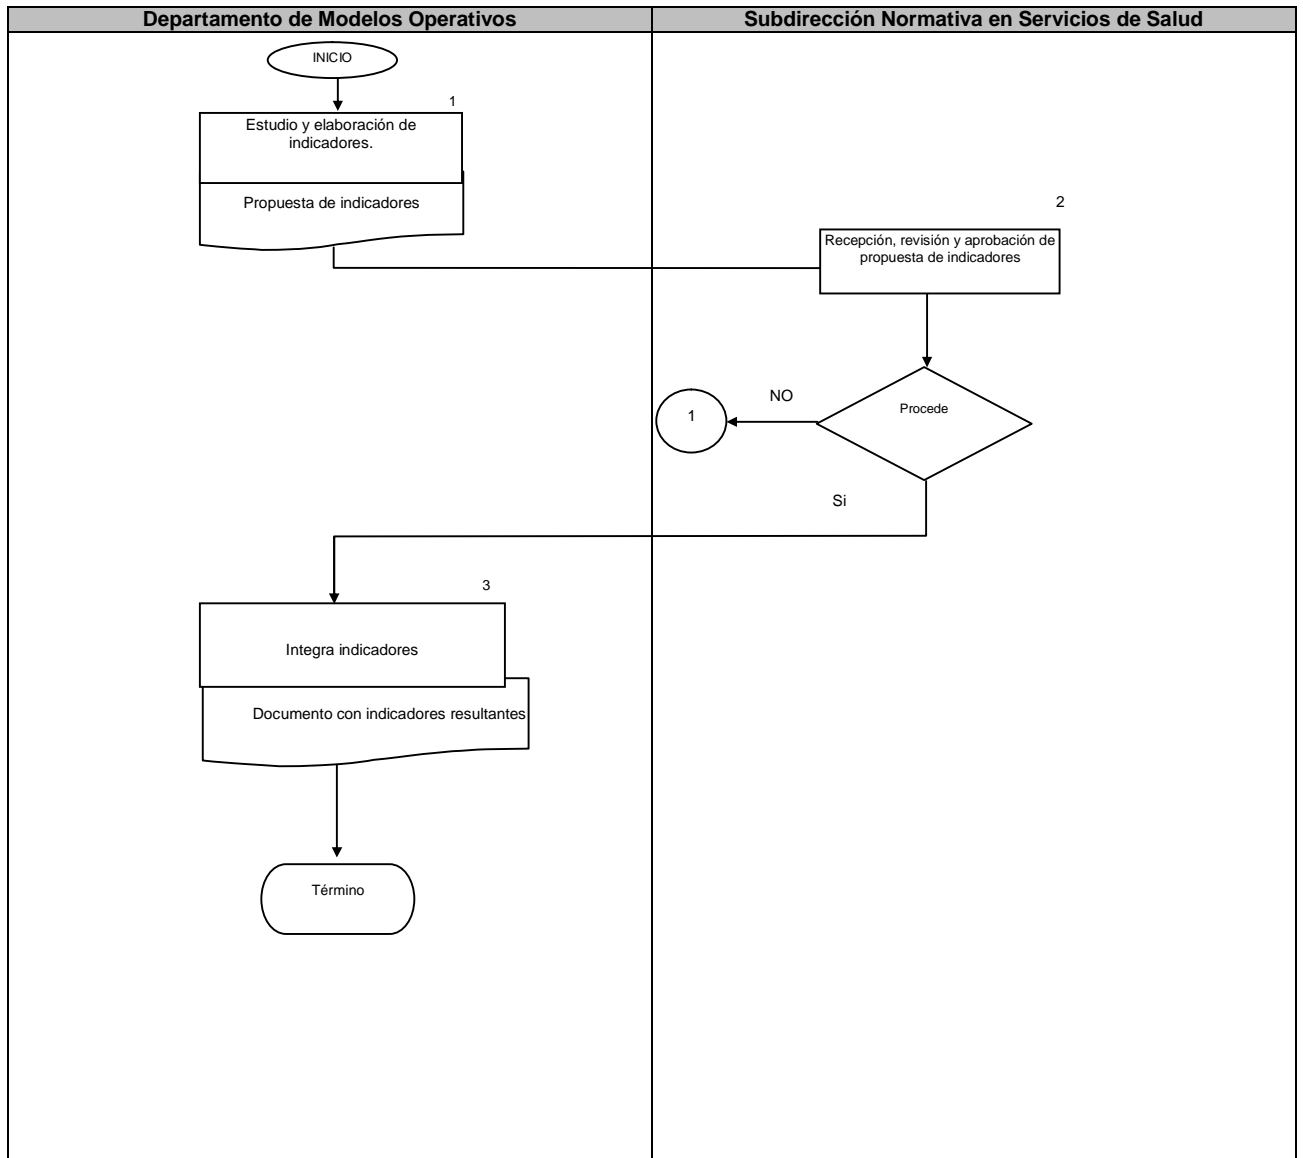 Departamento de Modelos Operativos
Subdirección Normativa en Servicios de Salud
INICIO
1
Estudio y elaboración de
indicadores.
Propuesta de indicadores
2
Recepción, revisión y aprobación de
propuesta de indicadores
Procede
NO
1
Si
3
Integra indicadores
Documento con indicadores resultantes
Término